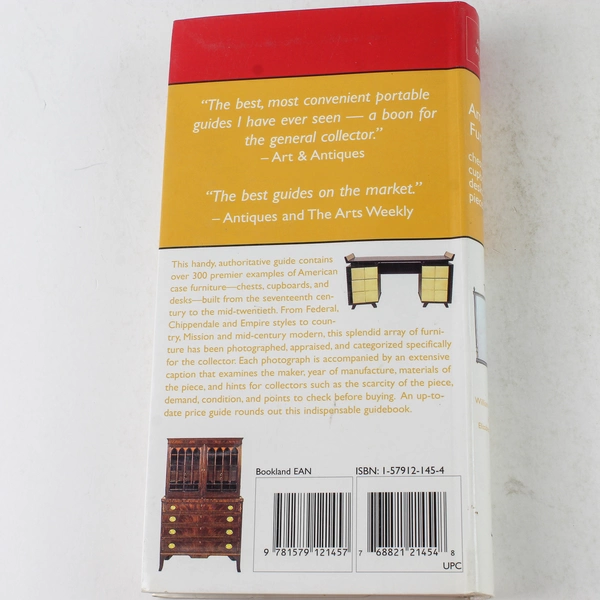 “The best, most convenient portable
guides I have ever seen — a boon for
the general collector.”
– Art & Antiques
“The best guides on the market.”
– Antiques and The Arts Weekly
This handy, authoritative guide contains
over 300 premier examples of American
case furniture—chests, cupboards, and
desks—built from the seventeenth cen-
tury to the mid-twentieth. From Federal,
Chippendale and Empire styles to coun-
try, Mission and mid-century modern, this splendid array of furni-
ture has been photographed, appraised, and categorized specifically
for the collector. Each photograph is accompanied by an extensive
caption that examines the maker, year of manufacture, materials of
the piece, and hints for collectors such as the scarcity of the piece,
demand, condition, and points to check before buying. An up-to-
date price guide rounds out this indispensable guidebook.
Bookland EAN
ISBN: 1-57912-145-4
9 781579 121457
7 68821 21454 8
UPC